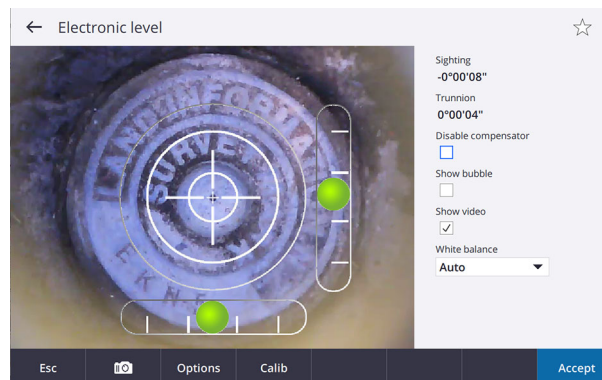 Electronic level
Sighting
-0°00'08"
Trunnion
0°00'04"
Disable compensator
Show bubble
Show video
White balance
Auto
SURVEY
Esc
Options
Calib
Accept